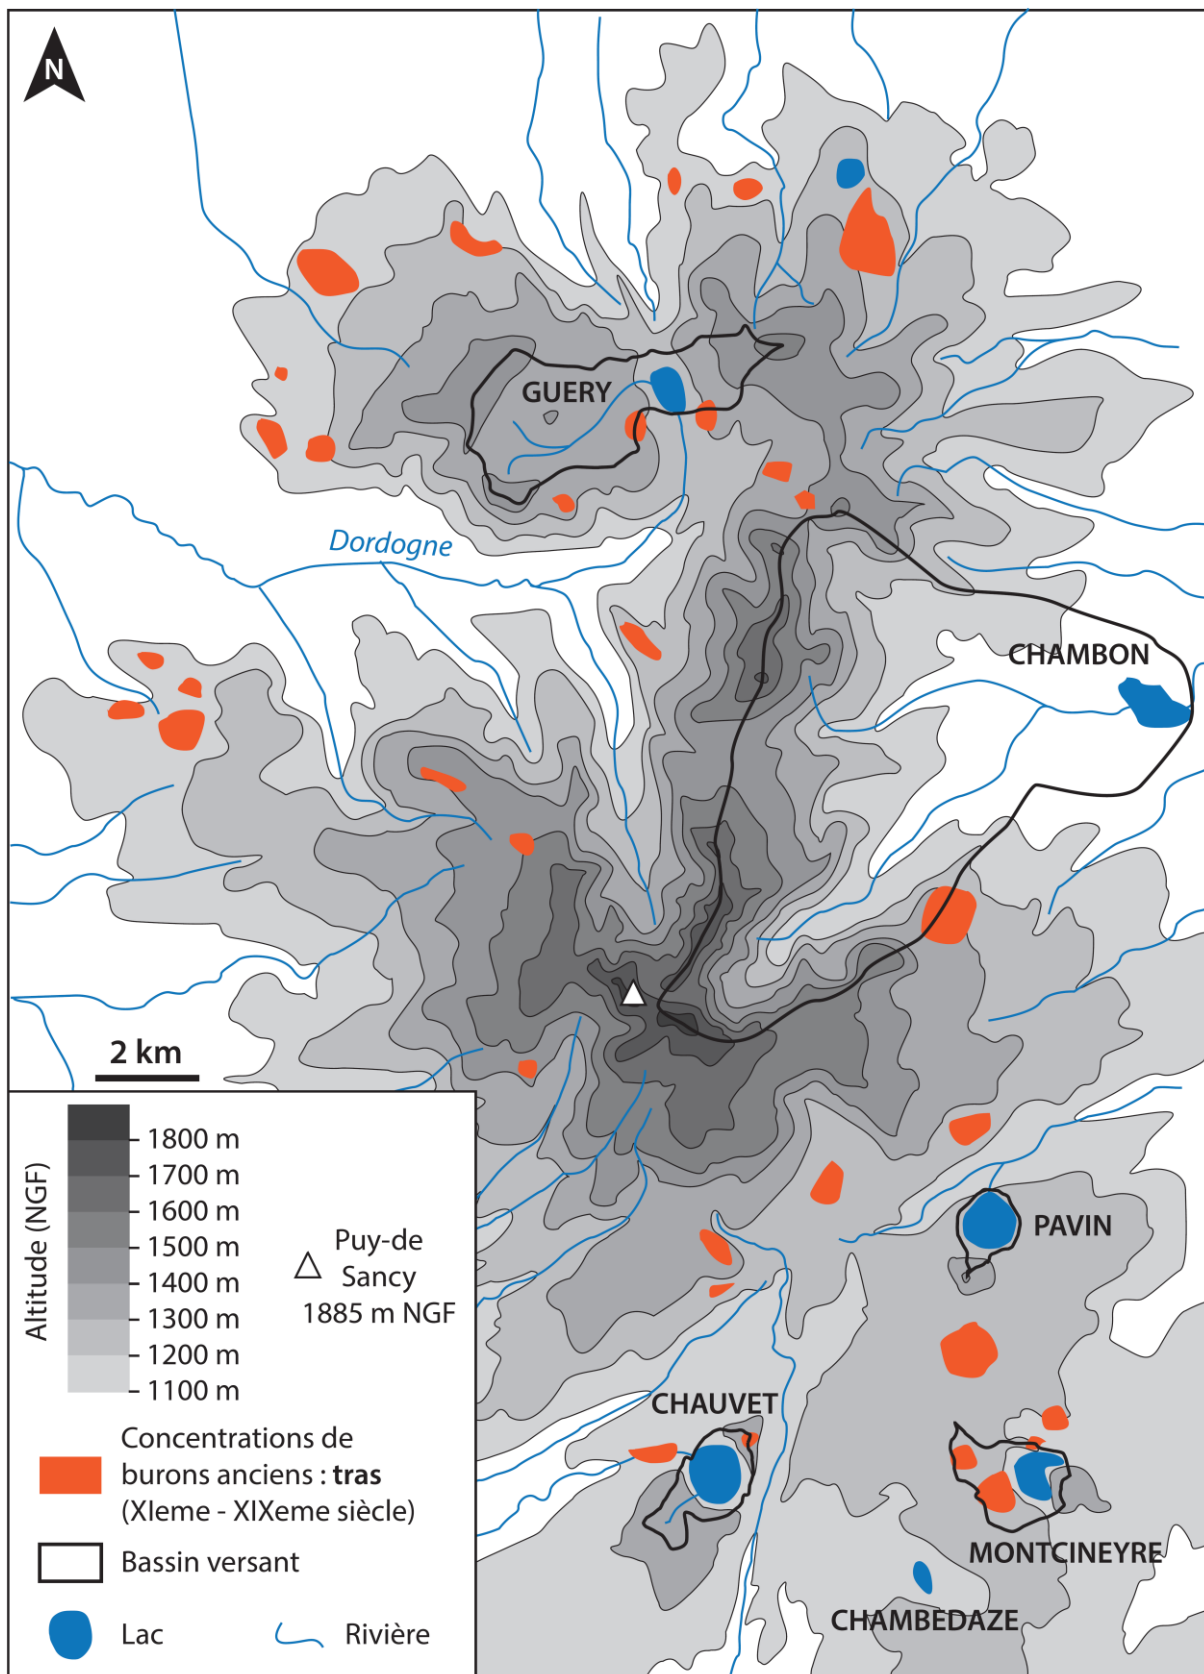 N
GUERY
Dordogne
CHAMBON
2 km
Altitude (NGF)
1800 m
1700 m
1600 m
1500 m
1400 m
1300 m
1200 m
1100 m
Puy-de
Sancy
1885 m NGF
PAVIN
CHAUVET
Concentrations de
burons anciens : tras
(XIeme - XIXeme siècle)
Bassin versant
Lac
Rivière
MONTCINEYRE
CHAMBEDAZE